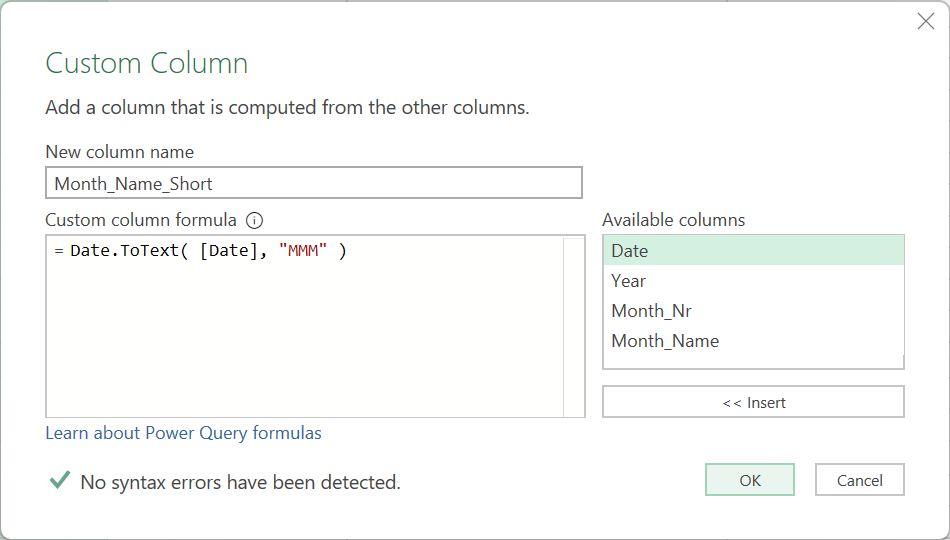 Custom Column
Add a column that is computed from the other columns.
New column name
Month_Name_Short
Custom column formula
= Date.ToText( [Date], "MMM" )
Available columns
Date
Year
Month_Nr
Month_Name
<< Insert
Learn about Power Query formulas
No syntax errors have been detected.
OK
Cancel